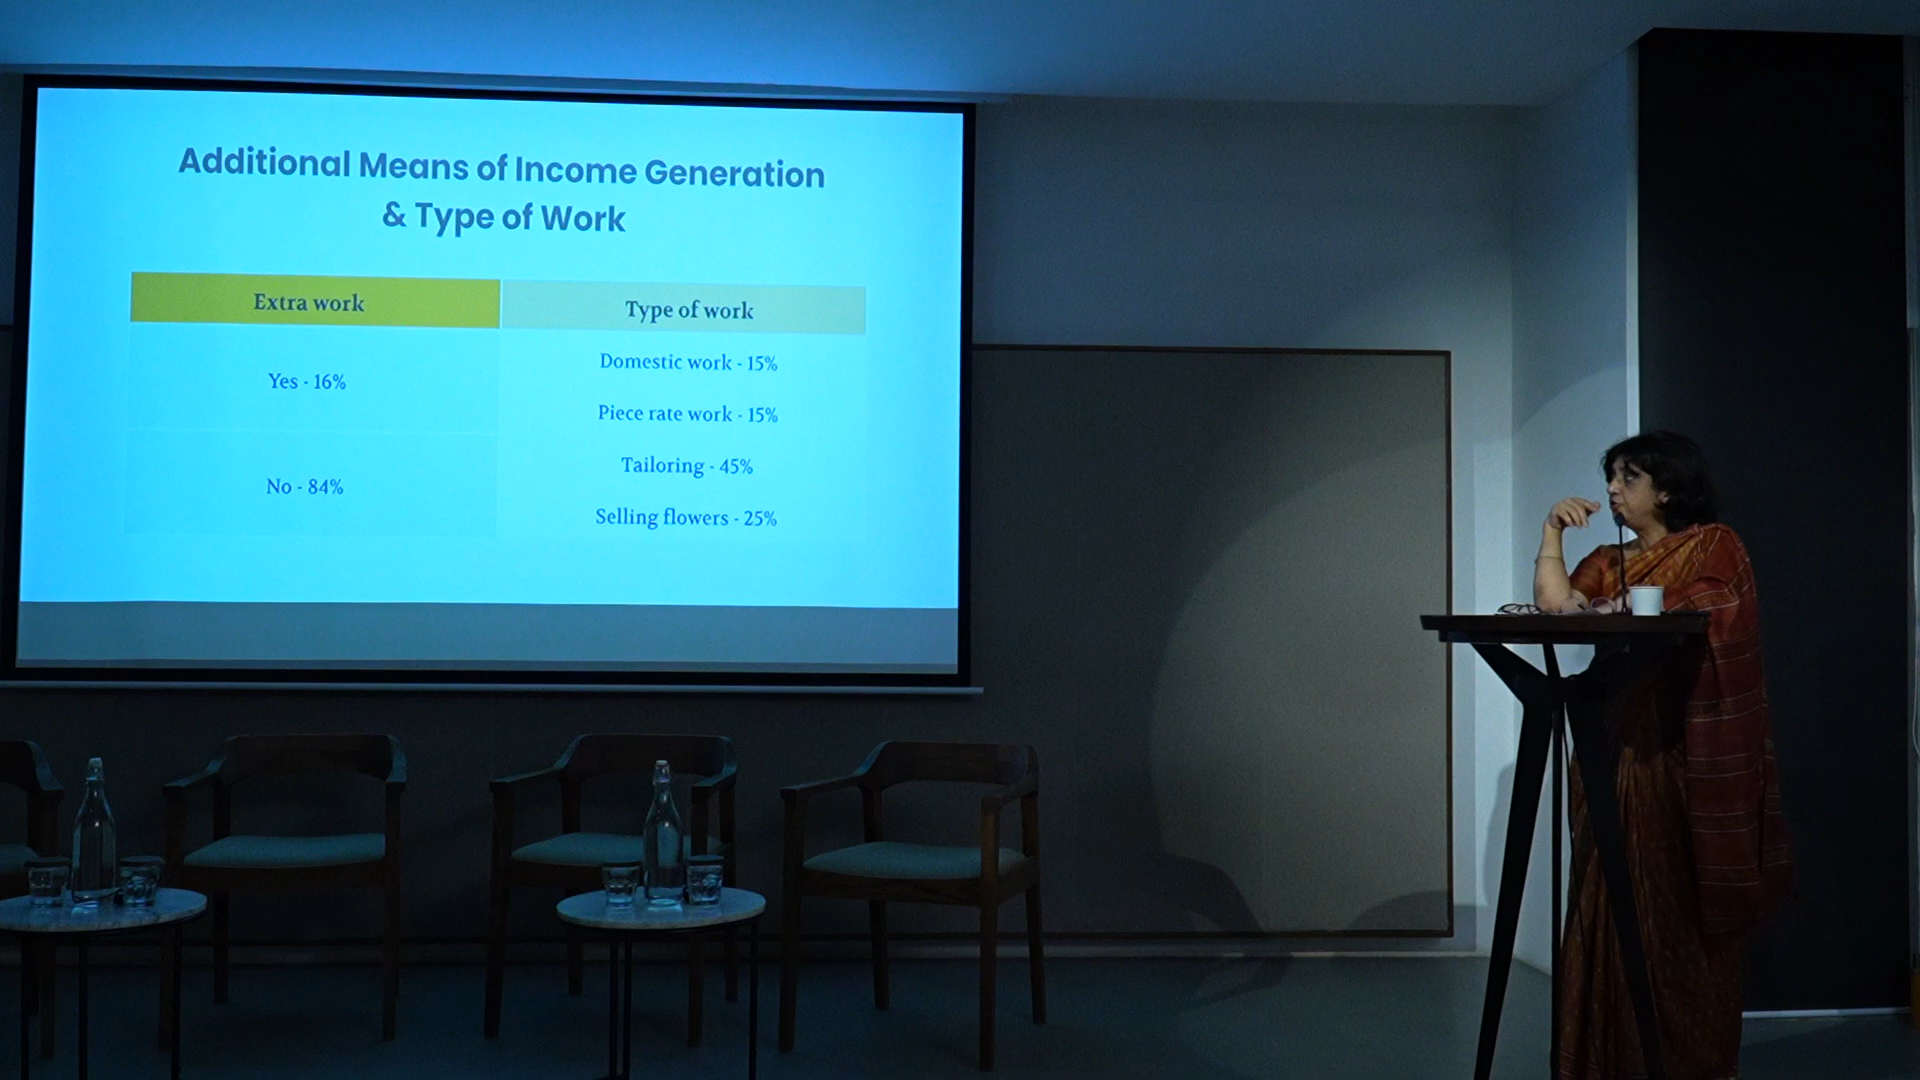 Additional Means of Income Generation
& Type of Work
Extra work
Type of work
Yes - 16%
No - 84%
Domestic work - 15%
Piece rate work - 15%
Tailoring - 45%
Selling flowers - 25%